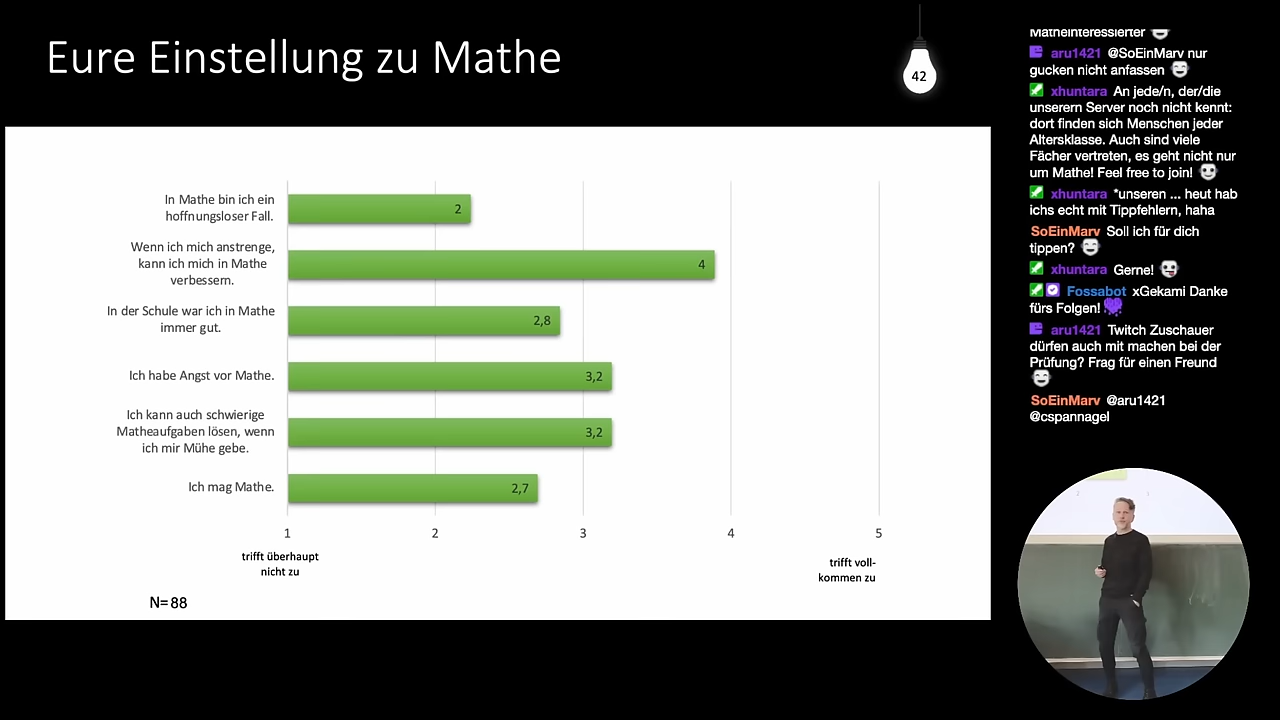 Eure Einstellung zu Mathe
42
In Mathe bin ich ein
hoffnungsloser Fall.
2
Wenn ich mich anstrenge,
kann ich mich in Mathe
verbessern.
4
In der Schule war ich in Mathe
immer gut.
2,8
Ich habe Angst vor Mathe.
3,2
Ich kann auch schwierige
Matheaufgaben lösen, wenn
ich mir Mühe gebe.
3,2
Ich mag Mathe.
2,7
1
2
3
4
5
trifft überhaupt
nicht zu
trifft voll-
kommen zu
N=88
Matheinteressierter
aru1421 @SoEinMarv nur
gucken nicht anfassen
xhuntara An jede/n, der/die
unserern Server noch nicht kennt:
dort finden sich Menschen jeder
Altersklasse. Auch sind viele
Fächer vertreten, es geht nicht nur
um Mathe! Feel free to join!
xhuntara *unseren ... heut hab
ichs echt mit Tippfehlern, haha
SoEinMarv Soll ich für dich
tippen?
xhuntara Gerne!
Fossabot xGekami Danke
fürs Folgen!
aru1421 Twitch Zuschauer
dürfen auch mit machen bei der
Prüfung? Frag für einen Freund
SoEinMarv @aru1421
@cspannagel